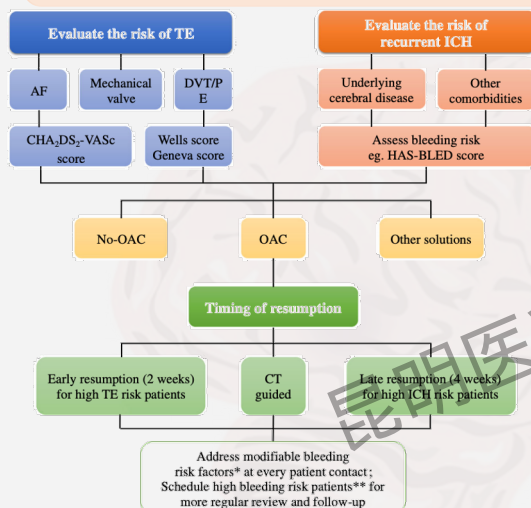 Evaluate the risk of TE
Evaluate the risk of
recurrent ICH
AF
Mechanical
valve
DVT/P
E
Underlying
cerebral disease
Other
comorbidities
CHA₂DS₂-VASc
score
Wells score
Geneva score
Assess bleeding risk
eg. HAS-BLED score
No-OAC
OAC
Other solutions
Timing of resumption
Early resumption (2 weeks)
for high TE risk patients
CT
guided
Late resumption (4 weeks)
for high ICH risk patients
Address modifiable bleeding
risk factors* at every patient contact;
Schedule high bleeding risk patients** for
more regular review and follow-up
昆明医